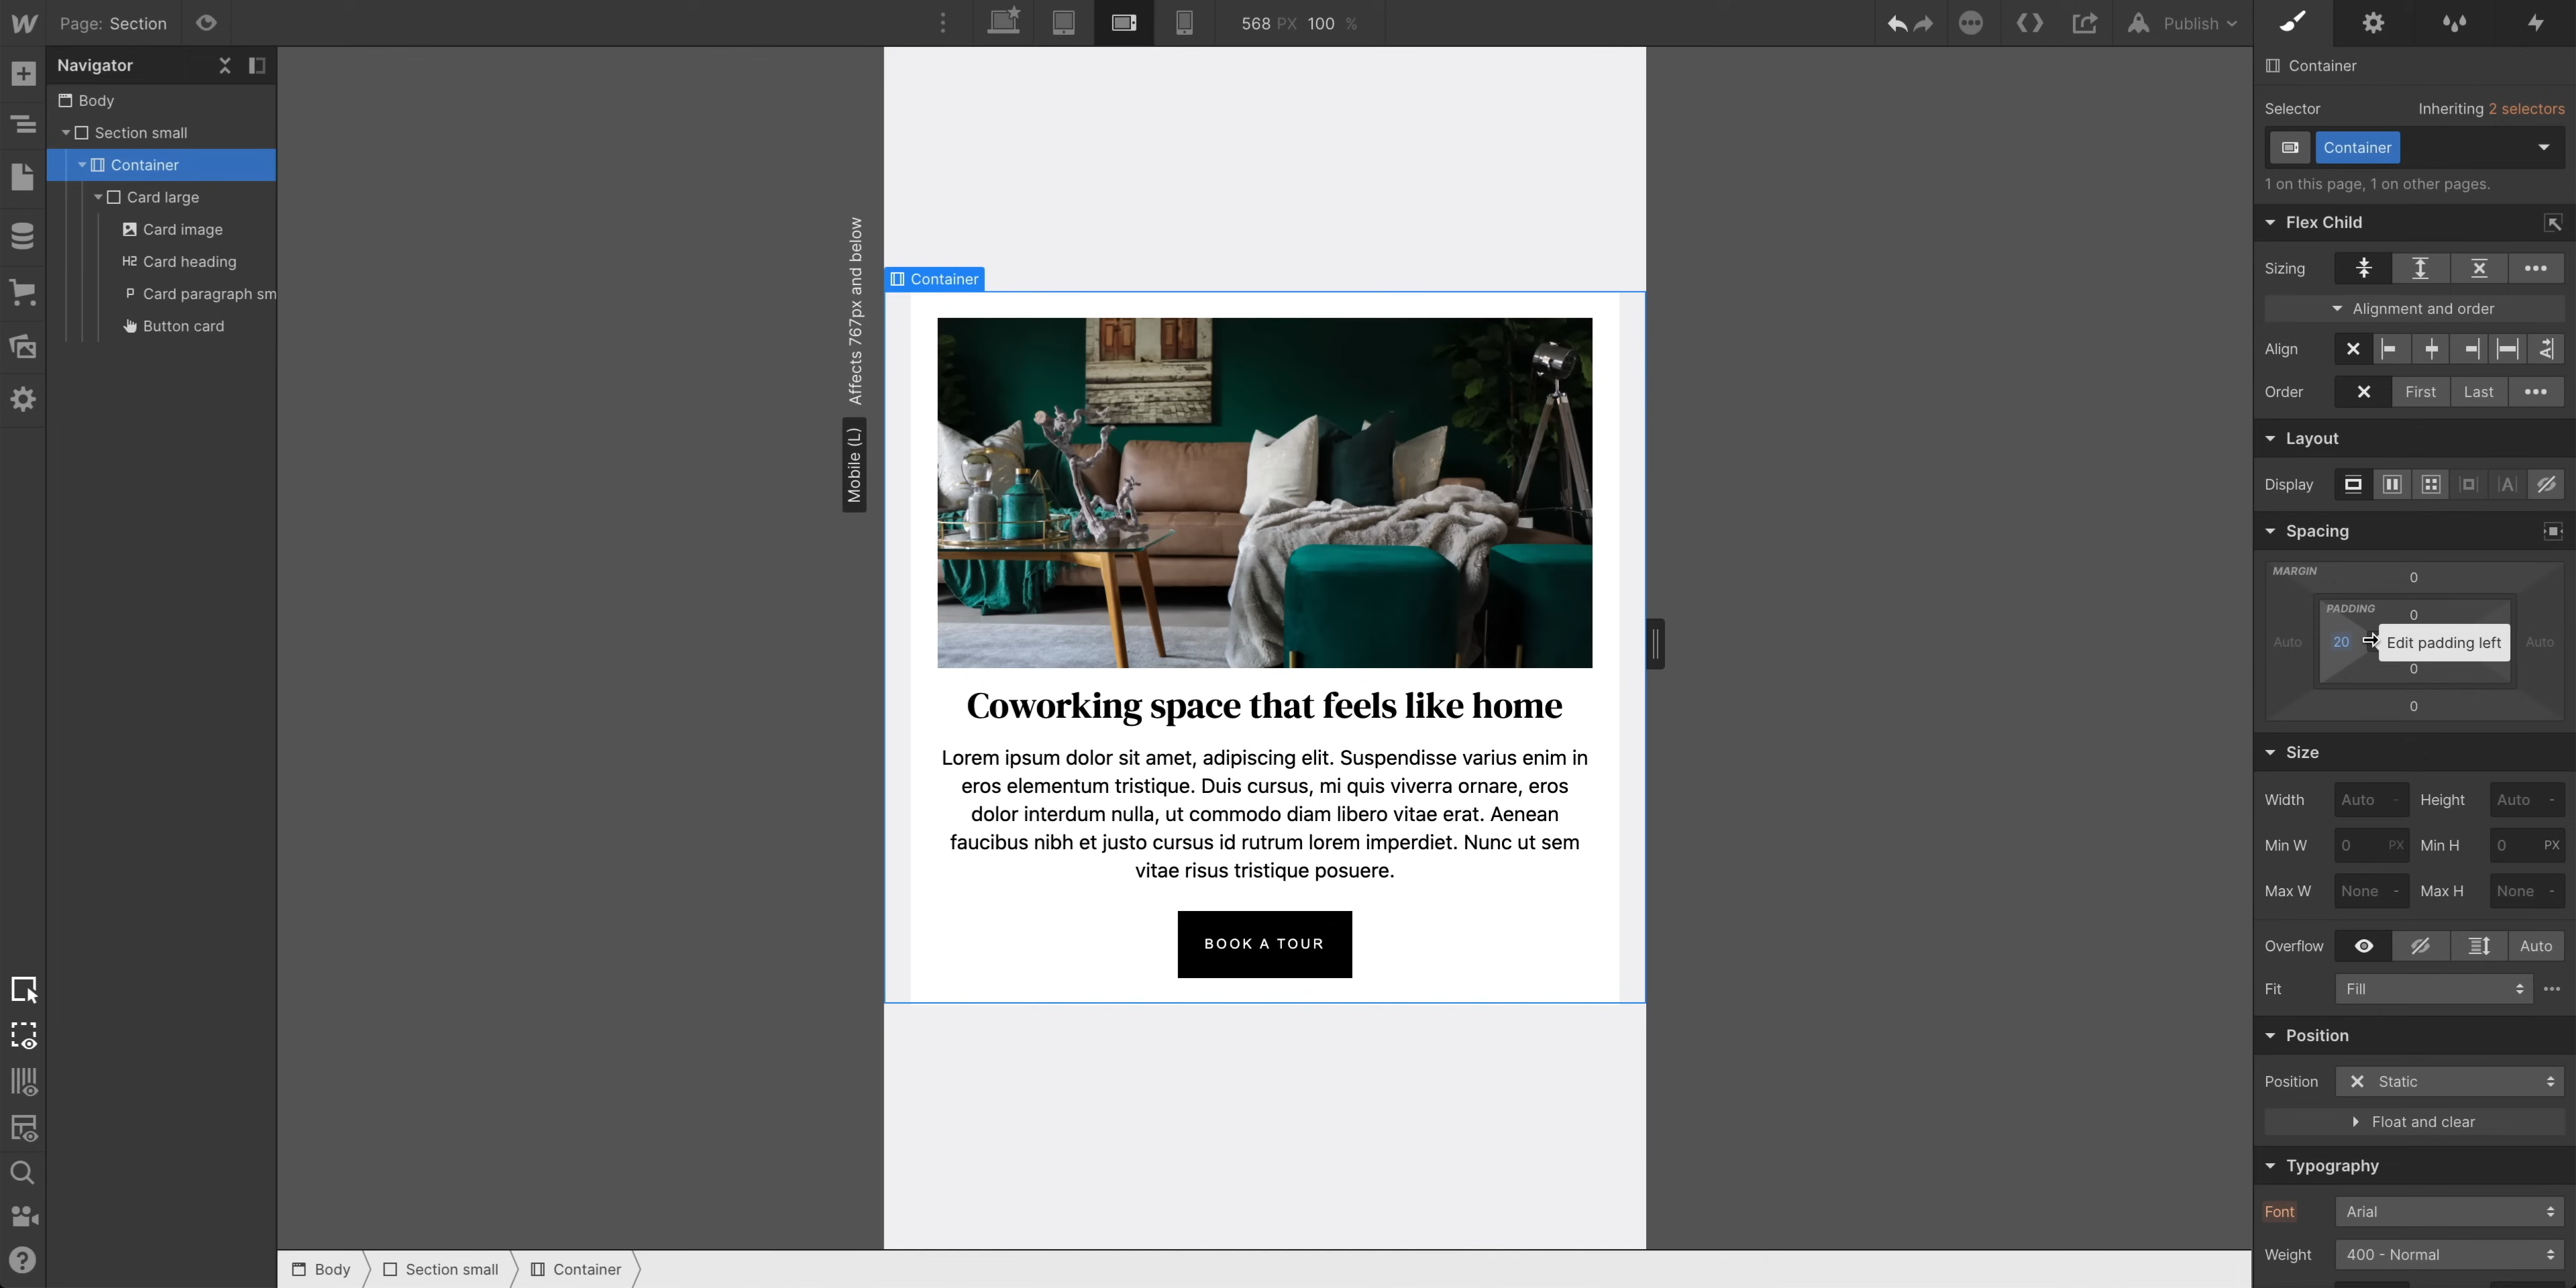 Page: Section
568 PX 100 %
Publish
Navigator
Body
Section small
Container
Card large
Card image
H2 Card heading
P Card paragraph sm
Button card
Affects 767px and below
Mobile (L)
Container
Coworking space that feels like home
Lorem ipsum dolor sit amet, adipiscing elit. Suspendisse varius enim in
eros elementum tristique. Duis cursus, mi quis viverra ornare, eros
dolor interdum nulla, ut commodo diam libero vitae erat. Aenean
faucibus nibh et justo cursus id rutrum lorem imperdiet. Nunc ut sem
vitae risus tristique posuere.
BOOK A TOUR
Body
Section small
Container
Container
Selector Inheriting 2 selectors
Container
1 on this page, 1 on other pages.
Flex Child
Sizing
Alignment and order
Align
Order First Last
Layout
Display
Spacing
MARGIN 0
PADDING 0
Auto 20 Edit padding left Auto
0
0
Size
Width Auto - Height Auto -
Min W 0 PX Min H 0 PX
Max W None - Max H None -
Overflow Auto
Fit Fill
Position
Position Static
Float and clear
Typography
Font Arial
Weight 400 - Normal